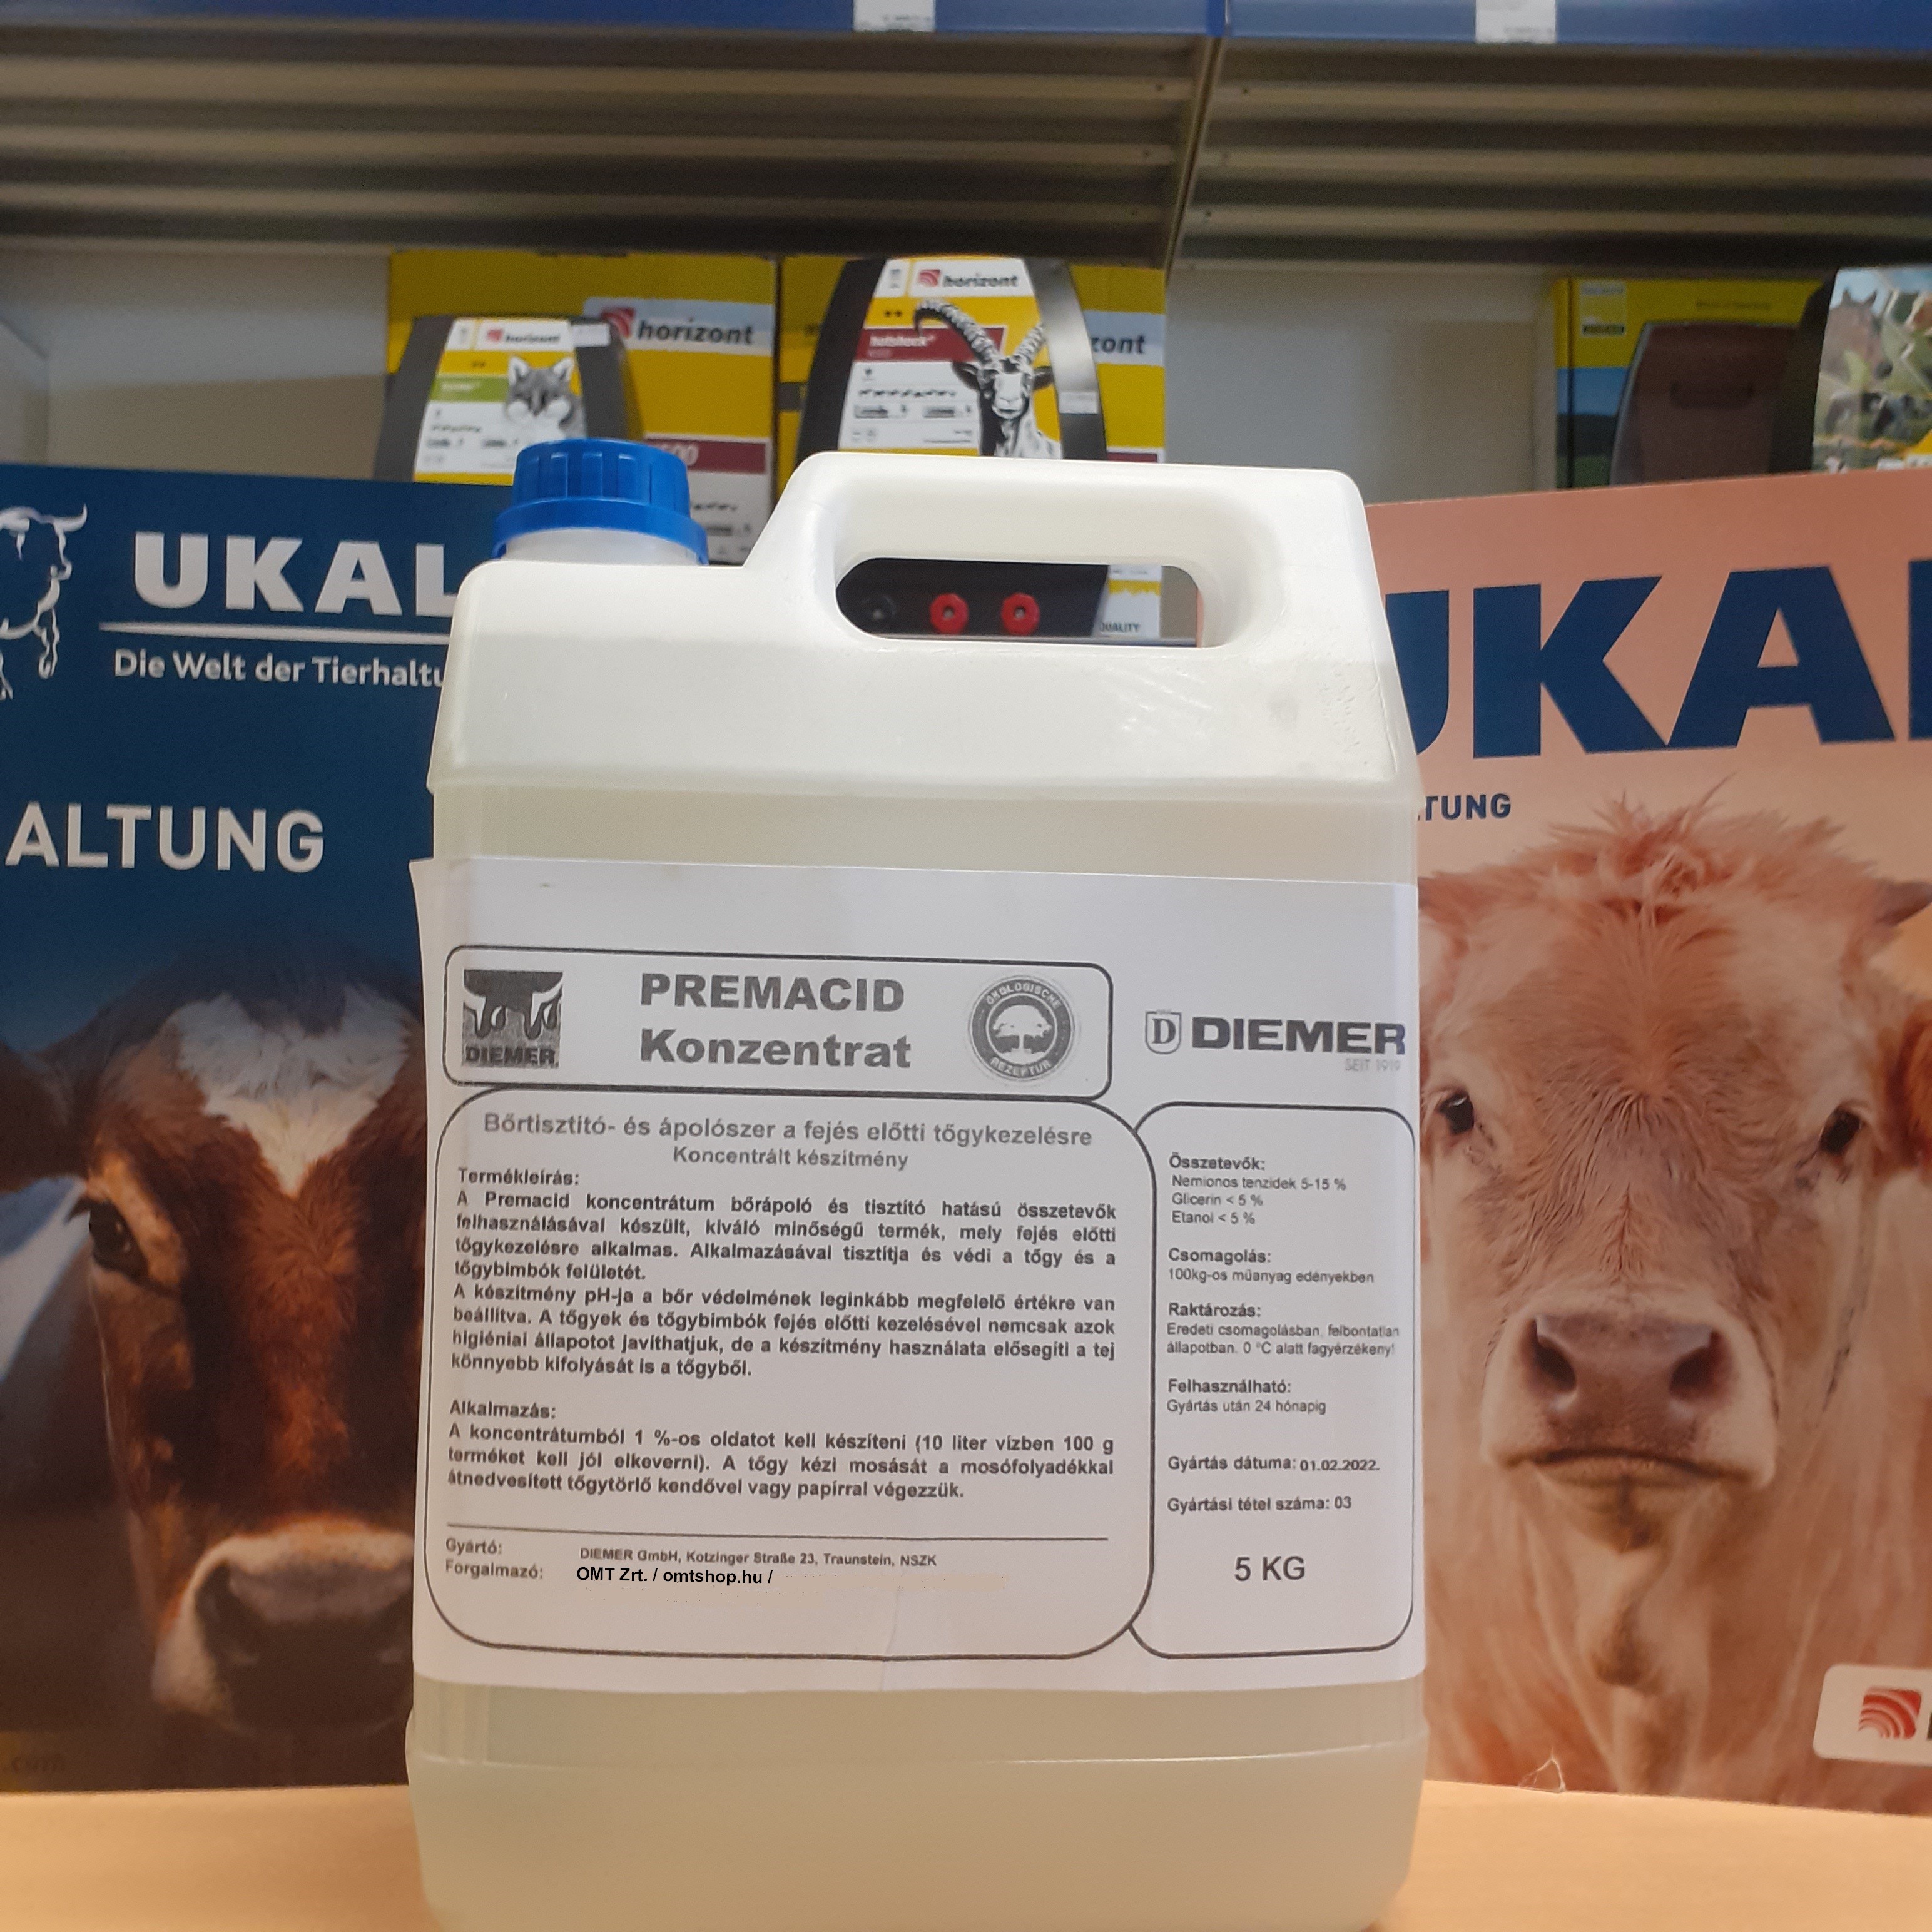 horizont
horizont
horizont
hotshock
zont
UKAL
Die Welt der Tierhaltu
ALTUNG
UKAL
TUNG
QUALITY
DIEMER
PREMACID
Konzentrat
ÖKOLOGISCHE
REZEPTUR
D DIEMER
SEIT 1919
Bőrtisztító- és ápolószer a fejés előtti tőgykezelésre
Koncentrált készítmény
Termékleírás:
A Premacid koncentrátum bőrápoló és tisztító hatású összetevők
felhasználásával készült, kiváló minőségű termék, mely fejés előtti
tőgykezelésre alkalmas. Alkalmazásával tisztítja és védi a tőgy és a
tőgybimbók felületét.
A készítmény pH-ja a bőr védelmének leginkább megfelelő értékre van
beállítva. A tőgyek és tőgybimbók fejés előtti kezelésével nemcsak azok
higiéniai állapotot javíthatjuk, de a készítmény használata elősegíti a tej
könnyebb kifolyását is a tőgyből.
Alkalmazás:
A koncentrátumból 1 %-os oldatot kell készíteni (10 liter vízben 100 g
terméket kell jól elkeverni). A tőgy kézi mosását a mosófolyadékkal
átnedvesített tőgytörlő kendővel vagy papírral végezzük.
Gyártó: DIEMER GmbH, Kotzinger Straße 23, Traunstein, NSZK
Forgalmazó: OMT Zrt. / omtshop.hu /
Összetevők:
Nemionos tenzidek 5-15 %
Glicerin < 5 %
Etanol < 5 %
Csomagolás:
100kg-os műanyag edényekben
Raktározás:
Eredeti csomagolásban, felbontatlan
állapotban. 0 °C alatt fagyérzékeny!
Felhasználható:
Gyártás után 24 hónapig
Gyártás dátuma: 01.02.2022.
Gyártási tétel száma: 03
5 KG